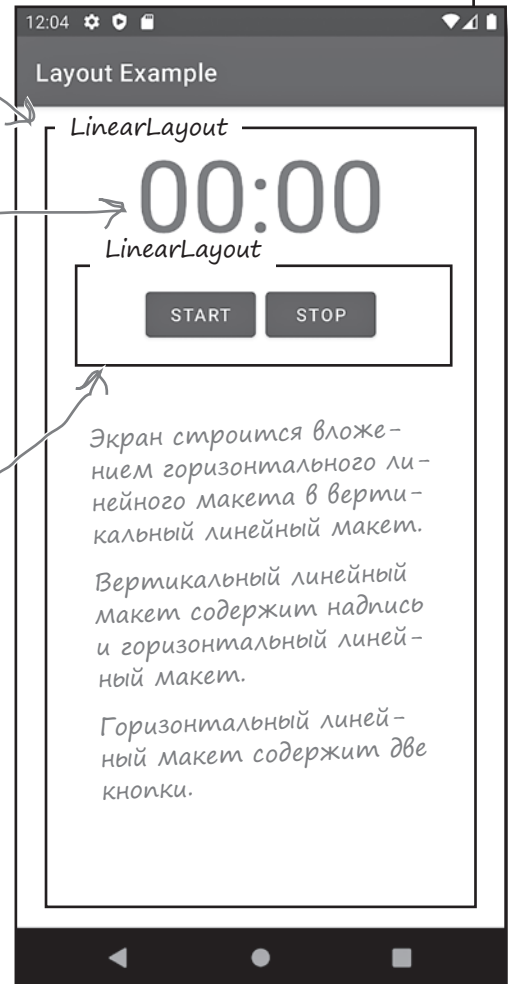 12:04
Layout Example
LinearLayout
00:00
LinearLayout
START STOP
Экран строится вложе-
нием горизонтального ли-
нейного макета в верти-
кальный линейный макет.
Вертикальный линейный
макет содержит надпись
и горизонтальный линей-
ный макет.
Горизонтальный линей-
ный макет содержит две
кнопки.